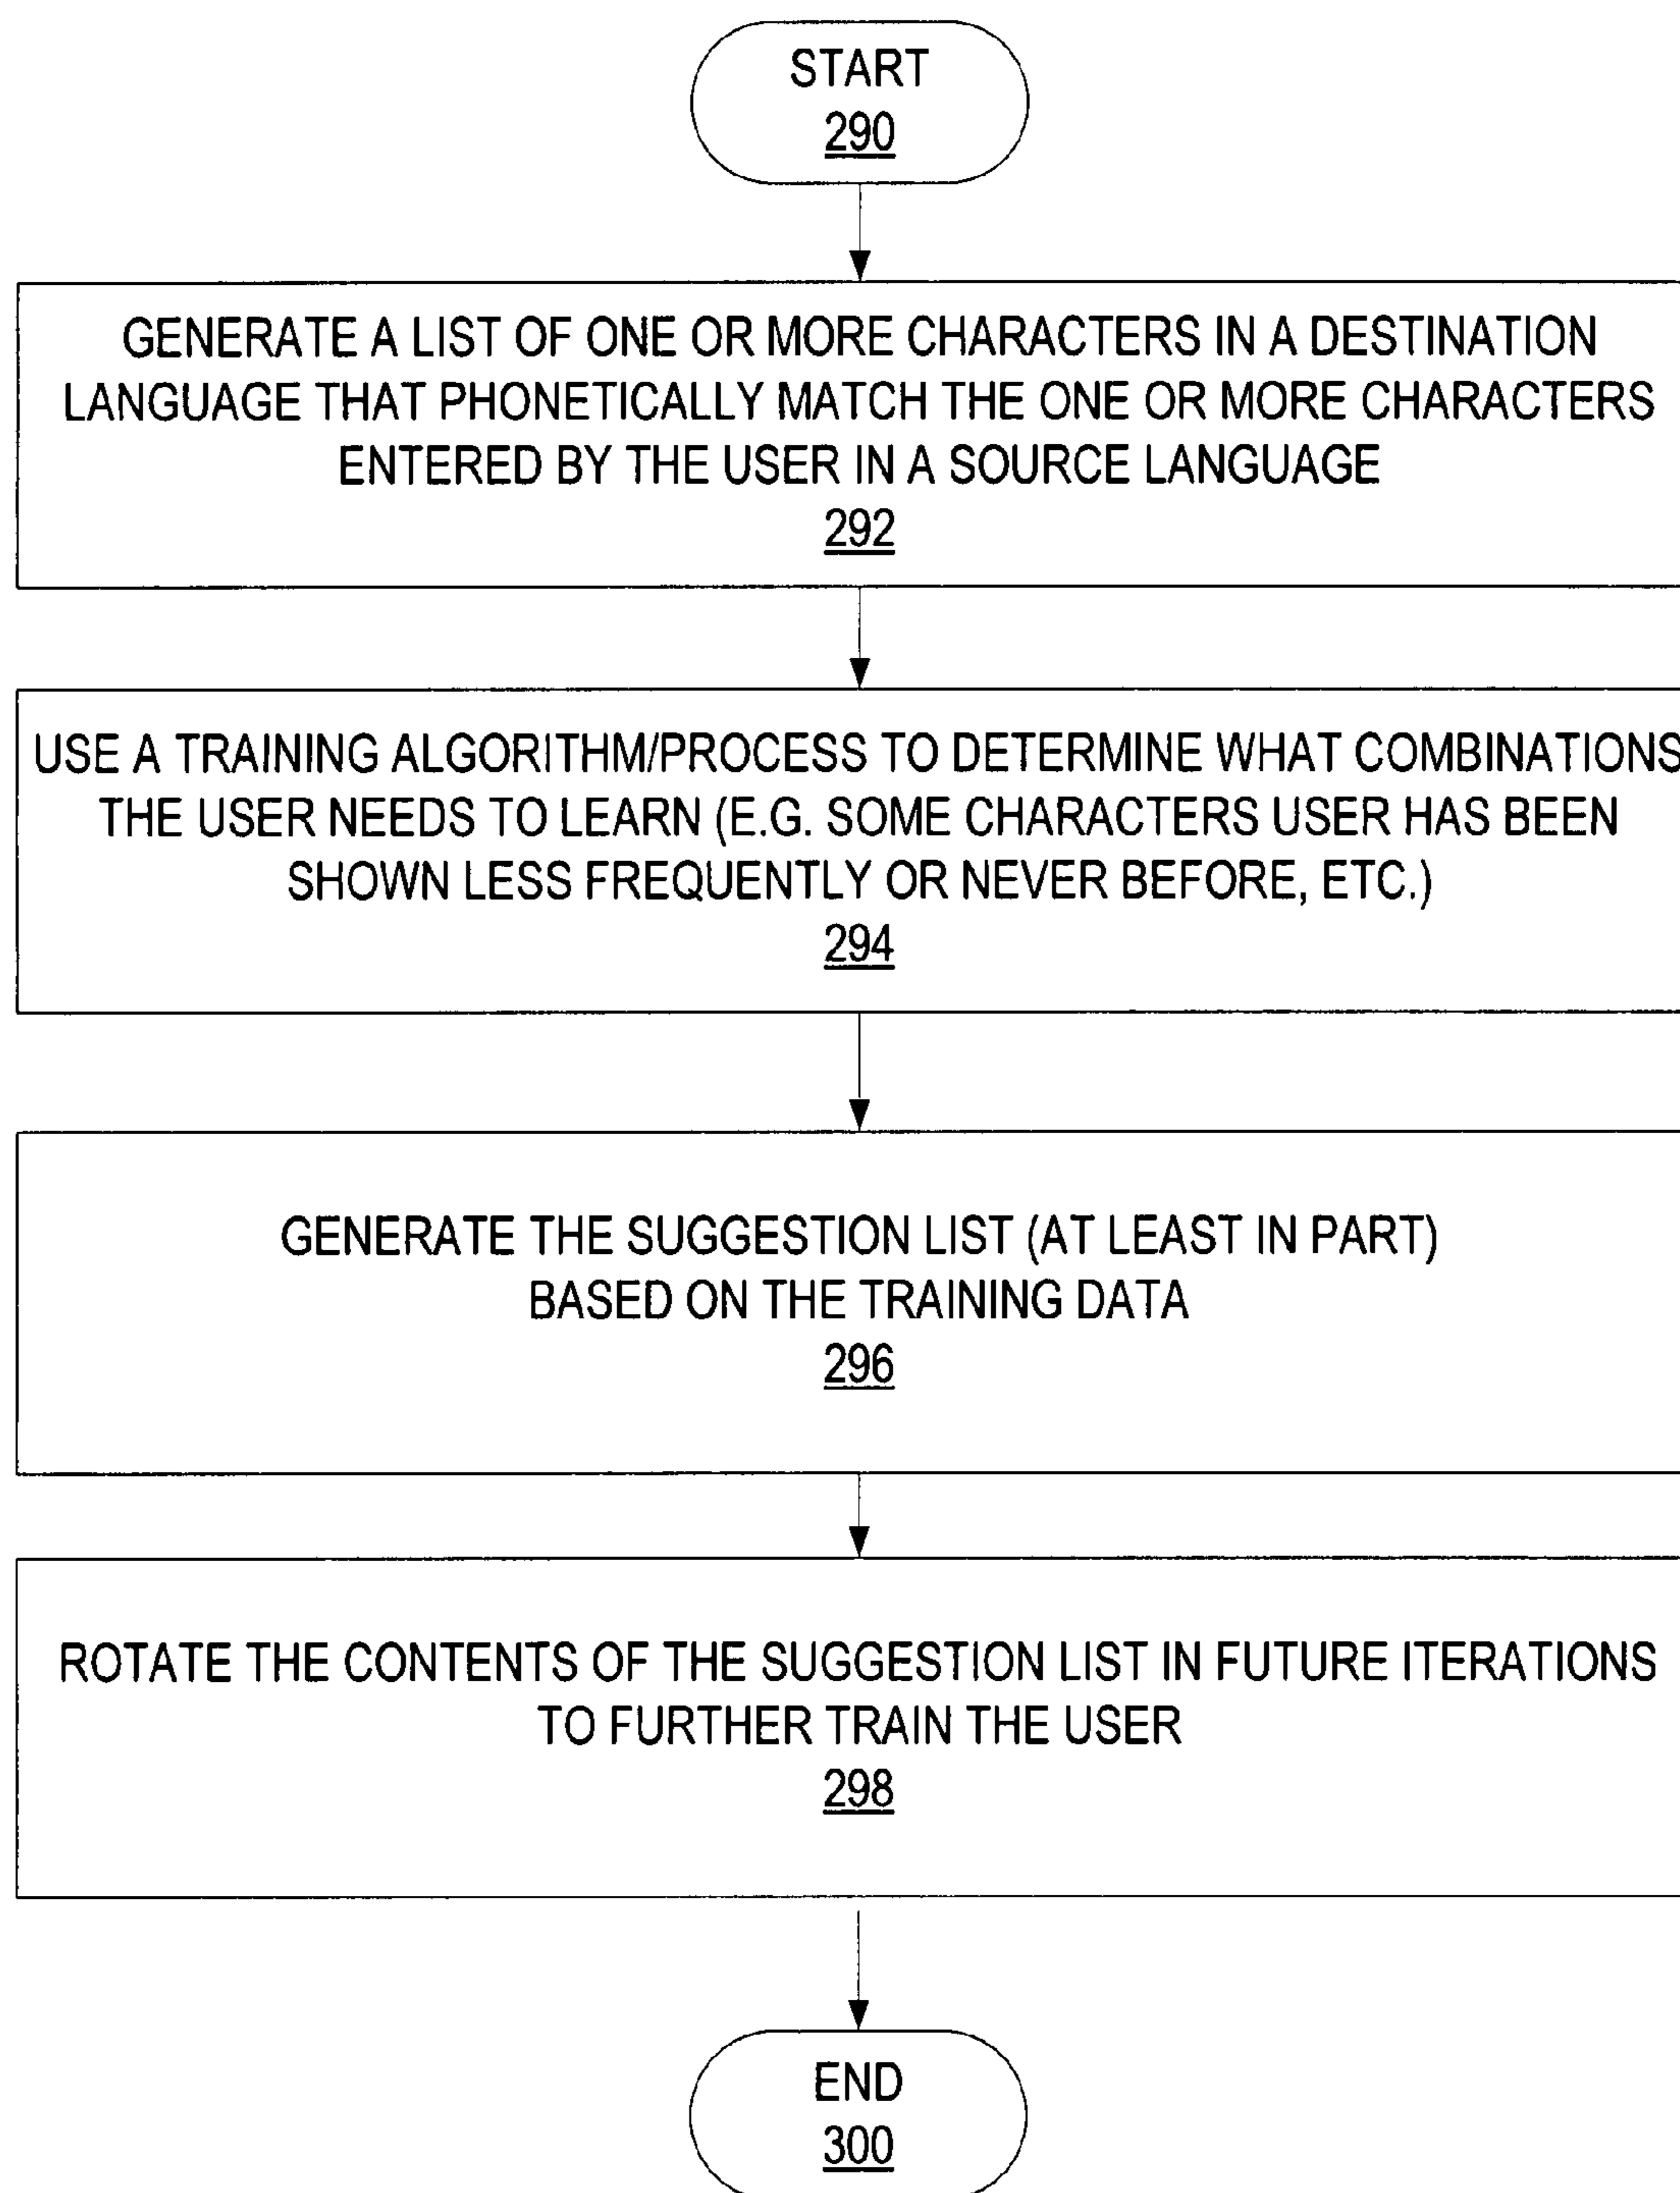 START
290
GENERATE A LIST OF ONE OR MORE CHARACTERS IN A DESTINATION
LANGUAGE THAT PHONETICALLY MATCH THE ONE OR MORE CHARACTERS
ENTERED BY THE USER IN A SOURCE LANGUAGE
292
USE A TRAINING ALGORITHM/PROCESS TO DETERMINE WHAT COMBINATIONS
THE USER NEEDS TO LEARN (E.G. SOME CHARACTERS USER HAS BEEN
SHOWN LESS FREQUENTLY OR NEVER BEFORE, ETC.)
294
GENERATE THE SUGGESTION LIST (AT LEAST IN PART)
BASED ON THE TRAINING DATA
296
ROTATE THE CONTENTS OF THE SUGGESTION LIST IN FUTURE ITERATIONS
TO FURTHER TRAIN THE USER
298
END
300